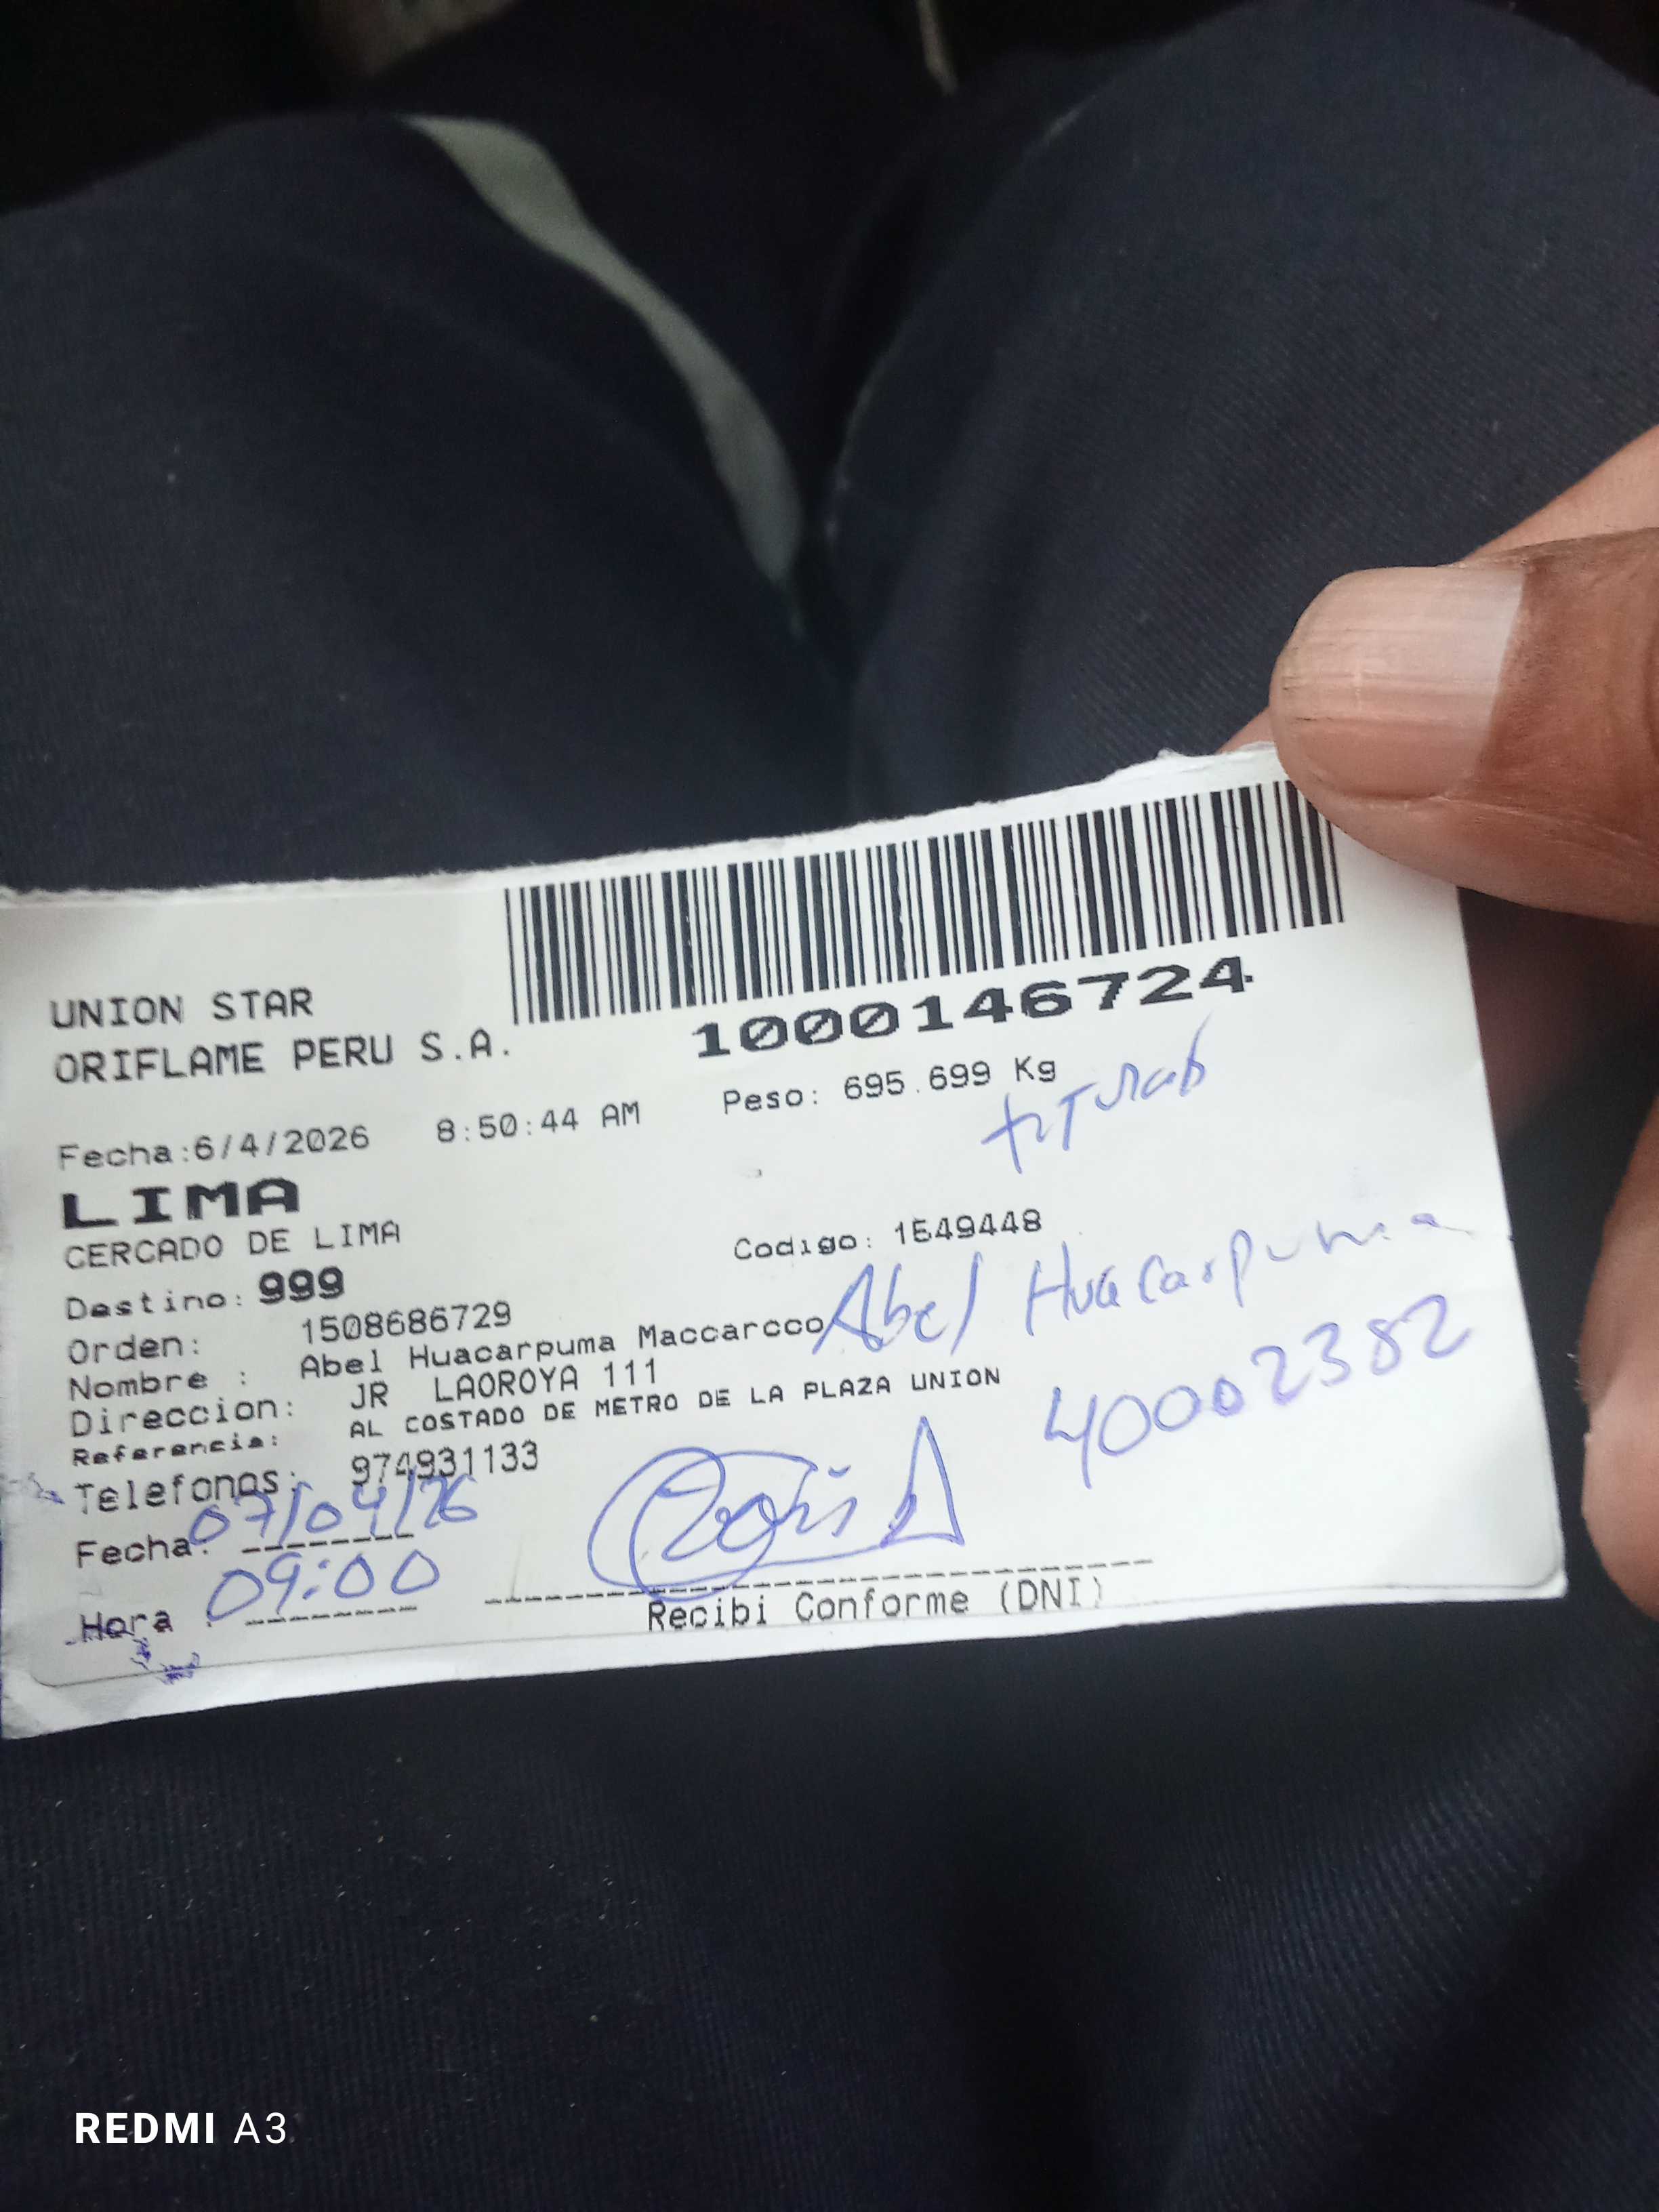 UNION STAR
ORIFLAME PERU S.A.
1000146724
Fecha:6/4/2026 8:50:44 AM Peso: 695.699 Kg
LIMA
CERCADO DE LIMA
Codigo: 1549448
Destino: 999
Orden: 1508686729
Nombre : Abel Huacarpuma Maccarcco
Abel Huacarpuma
Direccion: JR LAOROYA 111
Referencia: AL COSTADO DE METRO DE LA PLAZA UNION
40002382
Telefonos: 974931133
Fecha: 07/04/26
Hora : 09:00
Recibi Conforme (DNI)
REDMI A3